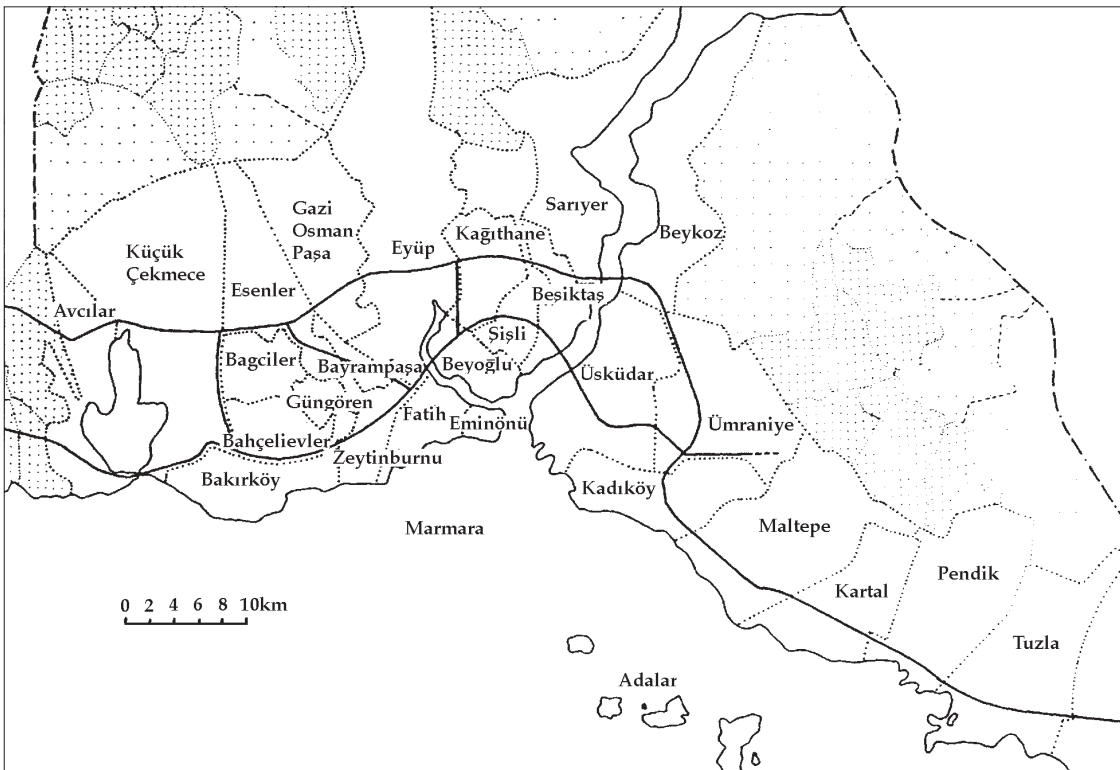 Sarıyer
Gazi
Osman
Paşa
Kağıthane
Beykoz
Eyüp
Küçük
Çekmece
Esenler
Beşiktaş
Avcılar
Şişli
Bagciler
Bayrampaşa
Beyoğlu
Üsküdar
Güngören
Fatih
Eminönü
Ümraniye
Bahçelievler
Zeytinburnu
Bakırköy
Kadıköy
Marmara
Maltepe
Pendik
Kartal
0 2 4 6 8 10km
Tuzla
Adalar